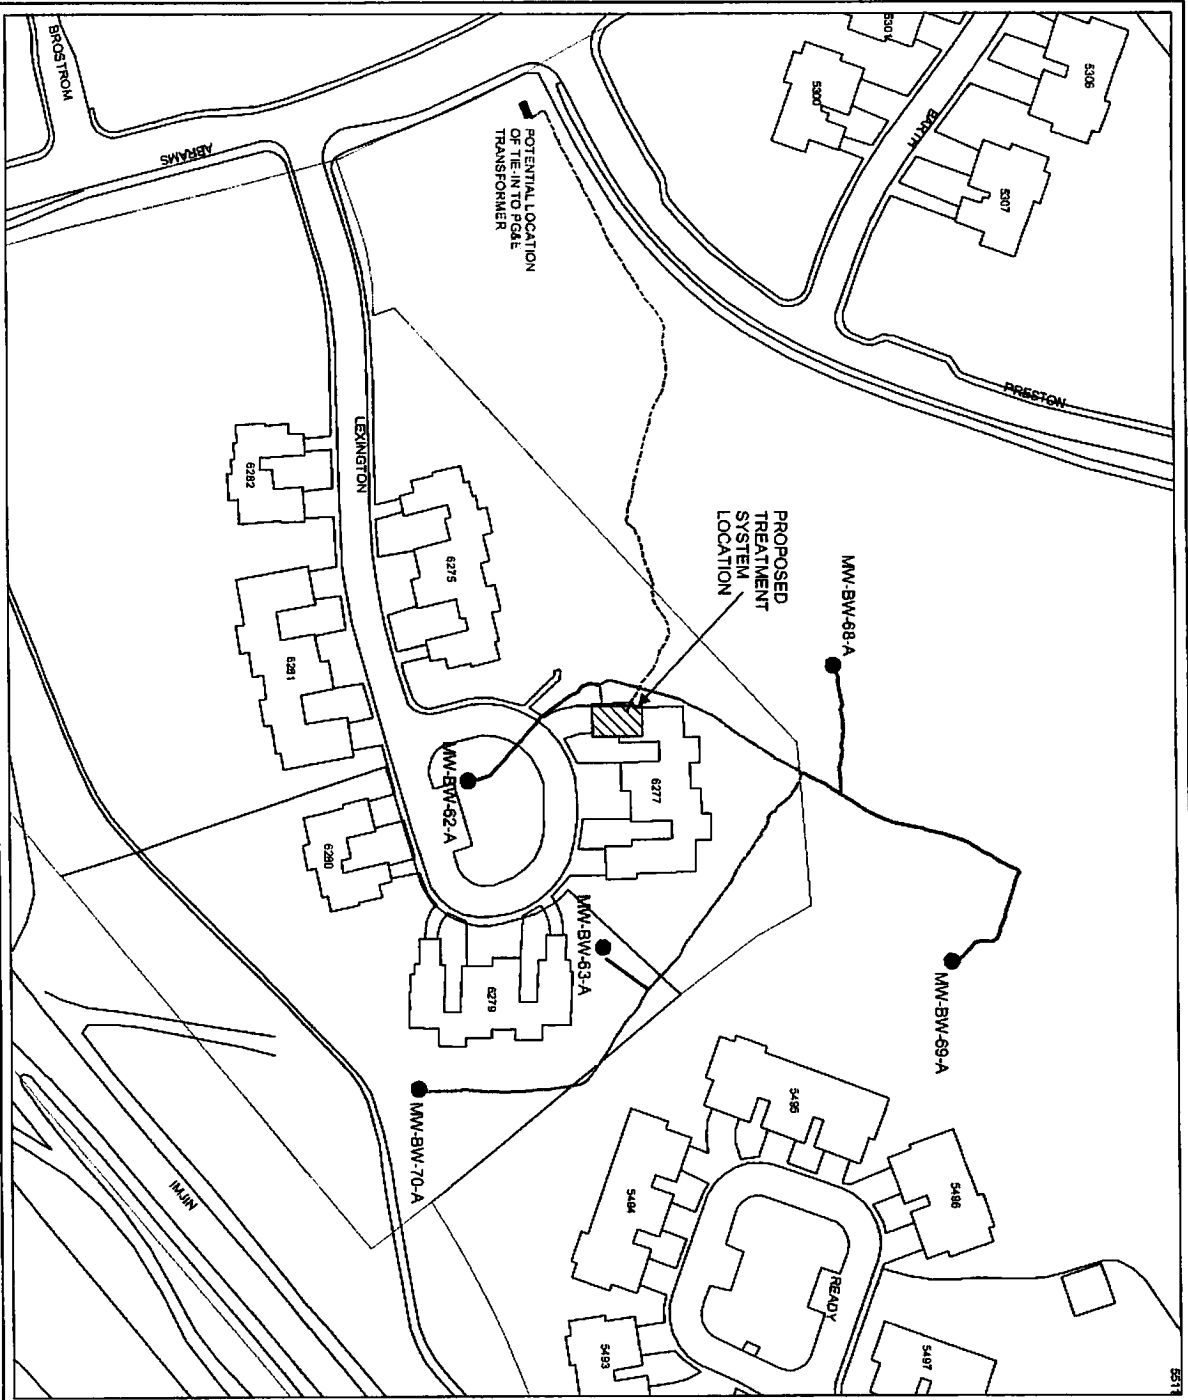 BROSTROM
ABRAMS
POTENTIAL LOCATION
OF TIE-IN TO PG&E
TRANSFORMER
5301
5300
5306
BARTH
5307
PRESTON
LEXINGTON
6282
6275
6281
PROPOSED
TREATMENT
SYSTEM
LOCATION
MW-BW-68-A
MW-BW-62-A
6277
6280
MW-BW-63-A
6279
MW-BW-69-A
MW-BW-70-A
IMJIN
5495
5496
5494
READY
5493
5497